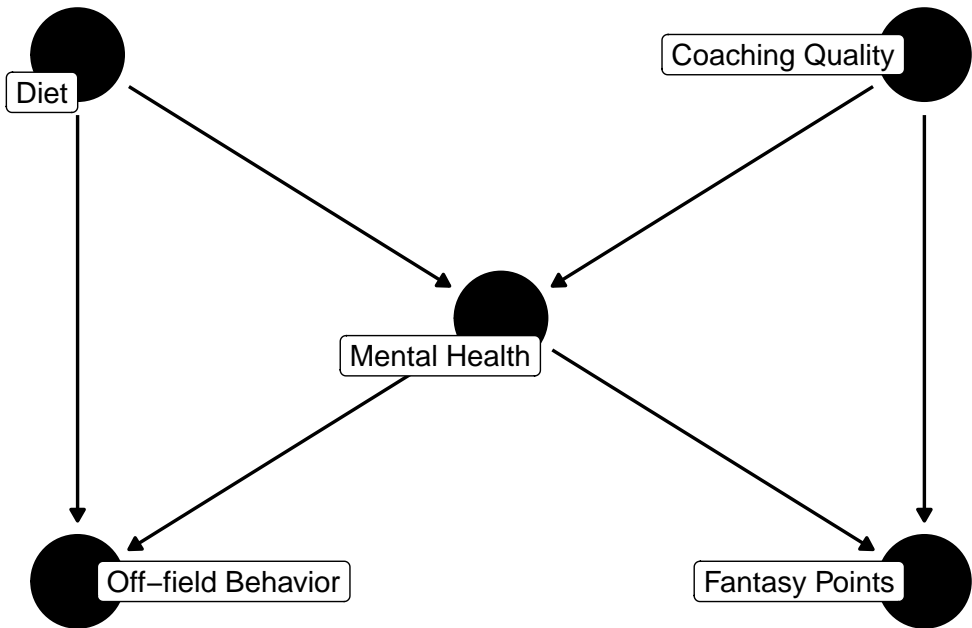 Coaching Quality
Diet
Mental Health
Off−field Behavior
Fantasy Points